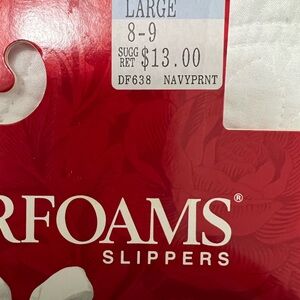 LARGE
8-9
SUGG RET $13.00
DF638 NAVYPRNT
RFOAMS®
SLIPPERS